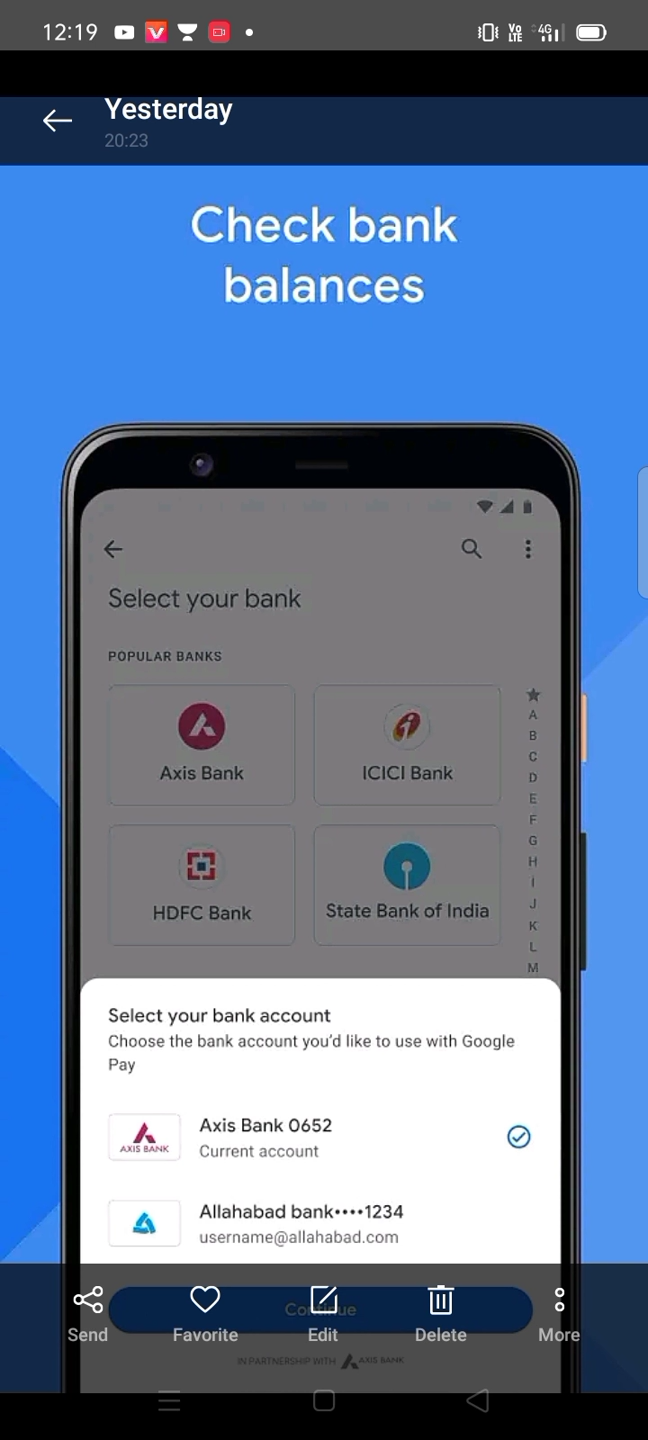 12:19
Vo
LTE
4G
Yesterday
20:23
Check bank
balances
Select your bank
POPULAR BANKS
Axis Bank
ICICI Bank
HDFC Bank
State Bank of India
A
B
C
D
E
F
G
H
I
J
K
L
M
Select your bank account
Choose the bank account you'd like to use with Google
Pay
AXIS BANK
Axis Bank 0652
Current account
Allahabad bank••••1234
username@allahabad.com
Continue
Send
Favorite
Edit
Delete
More
IN PARTNERSHIP WITH AXIS BANK